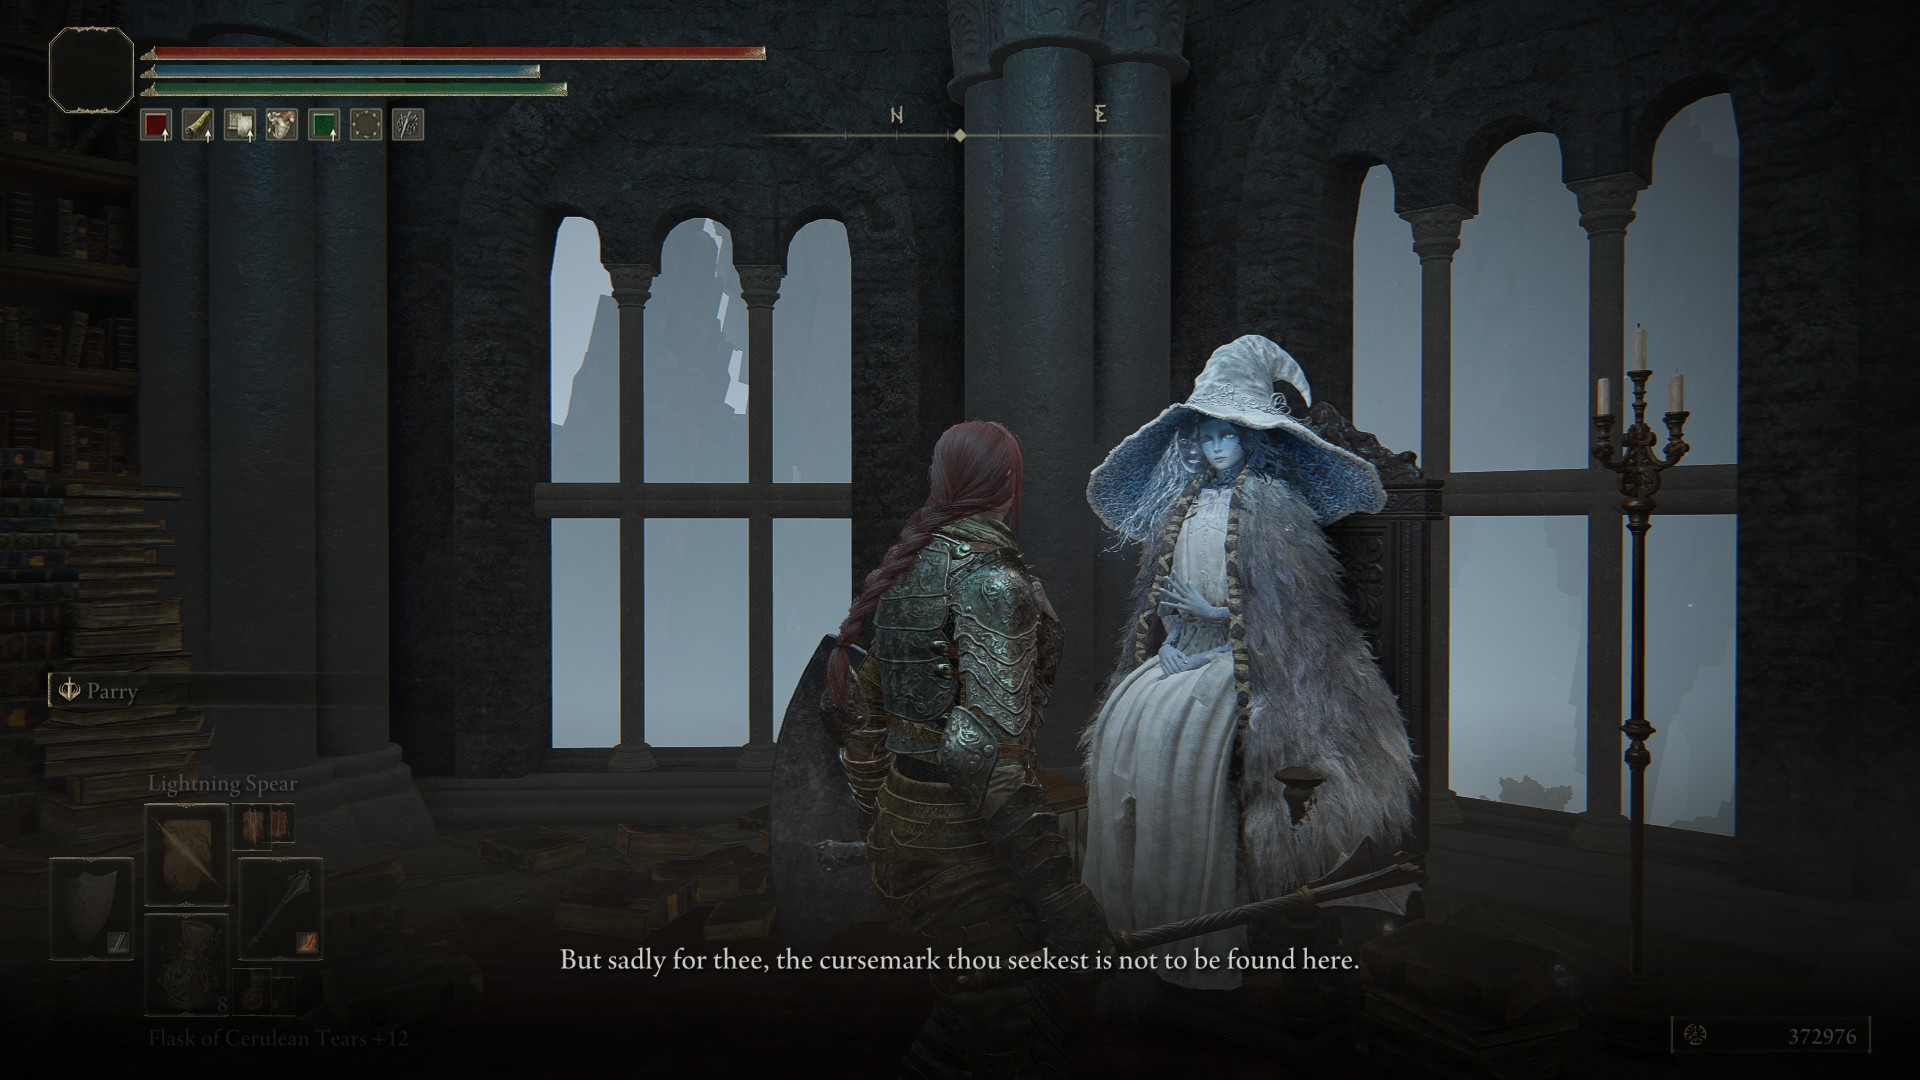 N
E
Parry
Lightning Spear
8
Flask of Cerulean Tears +12
But sadly for thee, the cursemark thou seekest is not to be found here.
372976